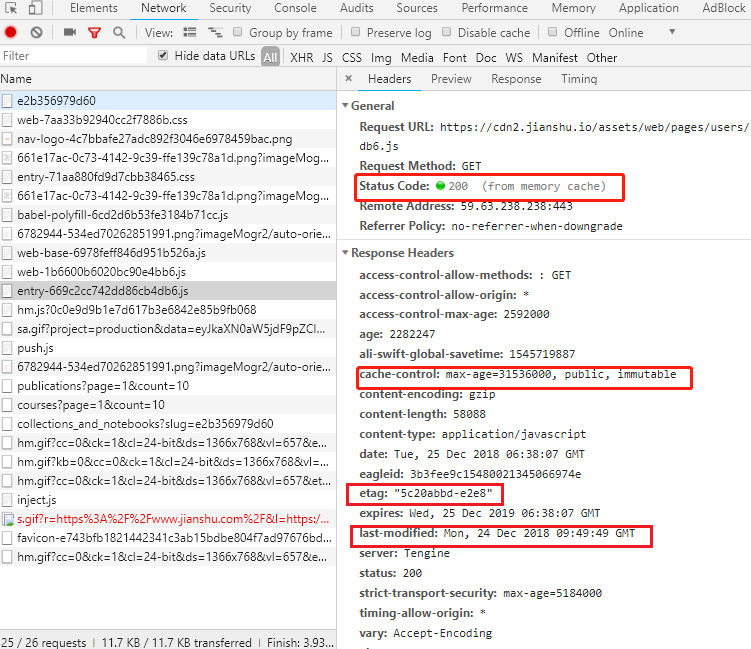 Elements Network Security Console Audits Sources Performance Memory Application AdBlock
View: Group by frame Preserve log Disable cache Offline Online
Filter Hide data URLs All XHR JS CSS Img Media Font Doc WS Manifest Other
Name
e2b356979d60
web-7aa33b92940cc2f7886b.css
nav-logo-4c7bbafe27adc892f3046e6978459bac.png
661e17ac-0c73-4142-9c39-ffe139c78a1d.png?imageMog...
entry-71aa880fd9d7cbb38465.css
661e17ac-0c73-4142-9c39-ffe139c78a1d.png?imageMog...
babel-polyfill-6cd2d6b53fe3184b71cc.js
6782944-534ed70262851991.png?imageMogr2/auto-orie...
web-base-6978feff846d951b526a.js
web-1b6600b6020bc90e4bb6.js
entry-669c2cc742dd86cb4db6.js
hm.js?0c0e9d9b1e7d617b3e6842e85b9fb068
sa.gif?project=production&data=eyJkaXN0aW5jdF9pZCI...
push.js
6782944-534ed70262851991.png?imageMogr2/auto-orie...
publications?page=1&count=10
courses?page=1&count=10
collections_and_notebooks?slug=e2b356979d60
hm.gif?cc=0&ck=1&cl=24-bit&ds=1366x768&vl=657&e...
hm.gif?kb=0&cc=0&ck=1&cl=24-bit&ds=1366x768&vl=...
hm.gif?cc=0&ck=1&cl=24-bit&ds=1366x768&vl=657&e...
inject.js
s.gif?r=https%3A%2F%2Fwww.jianshu.com%2F&l=https:/...
favicon-e743bfb1821442341c3ab15bdbe804f7ad97676bd...
hm.gif?cc=0&ck=1&cl=24-bit&ds=1366x768&vl=657&e...
25 / 26 requests | 11.7 KB / 11.7 KB transferred | Finish: 3.93...
× Headers Preview Response Timing
General
Request URL: https://cdn2.jianshu.io/assets/web/pages/users/
db6.js
Request Method: GET
Status Code: 200 (from memory cache)
Remote Address: 59.63.238.238:443
Referrer Policy: no-referrer-when-downgrade
Response Headers
access-control-allow-methods: : GET
access-control-allow-origin: *
access-control-max-age: 2592000
age: 2282247
ali-swift-global-savetime: 1545719887
cache-control: max-age=31536000, public, immutable
content-encoding: gzip
content-length: 58088
content-type: application/javascript
date: Tue, 25 Dec 2018 06:38:07 GMT
eagleid: 3b3fee9c15480021345066974e
etag: "5c20abbd-e2e8"
expires: Wed, 25 Dec 2019 06:38:07 GMT
last-modified: Mon, 24 Dec 2018 09:49:49 GMT
server: Tengine
status: 200
strict-transport-security: max-age=5184000
timing-allow-origin: *
vary: Accept-Encoding